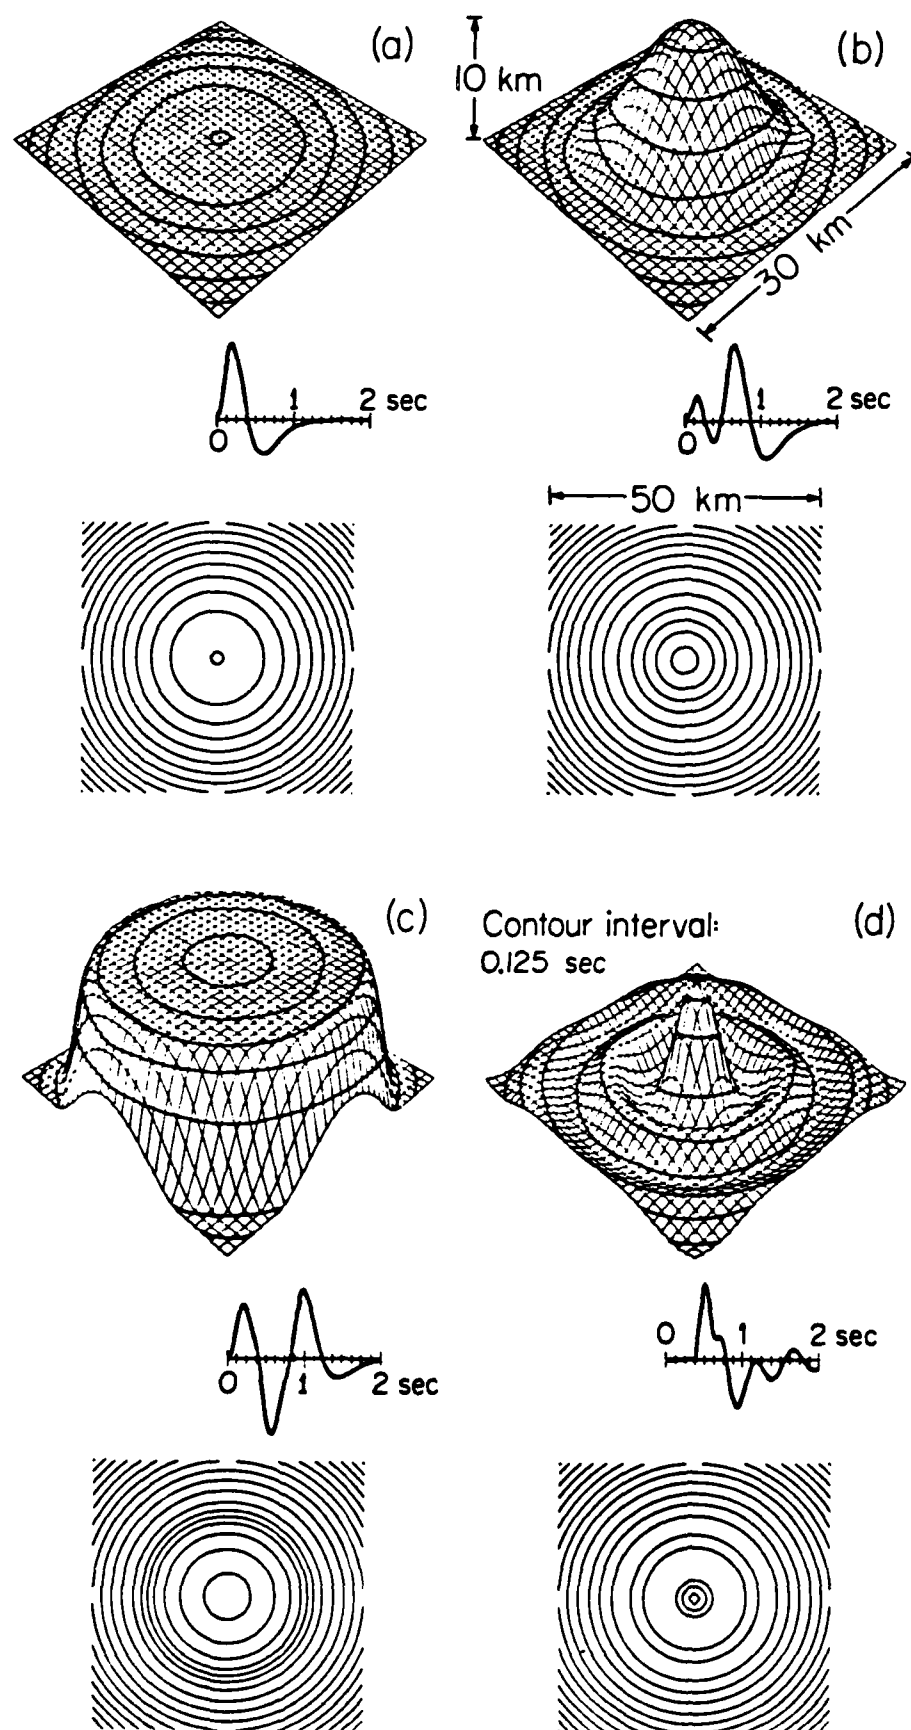 (a)
(b)
10 km
30 km
0 1 2 sec
0 1 2 sec
50 km
(c)
Contour interval:
0.125 sec
(d)
0 1 2 sec
0 1 2 sec